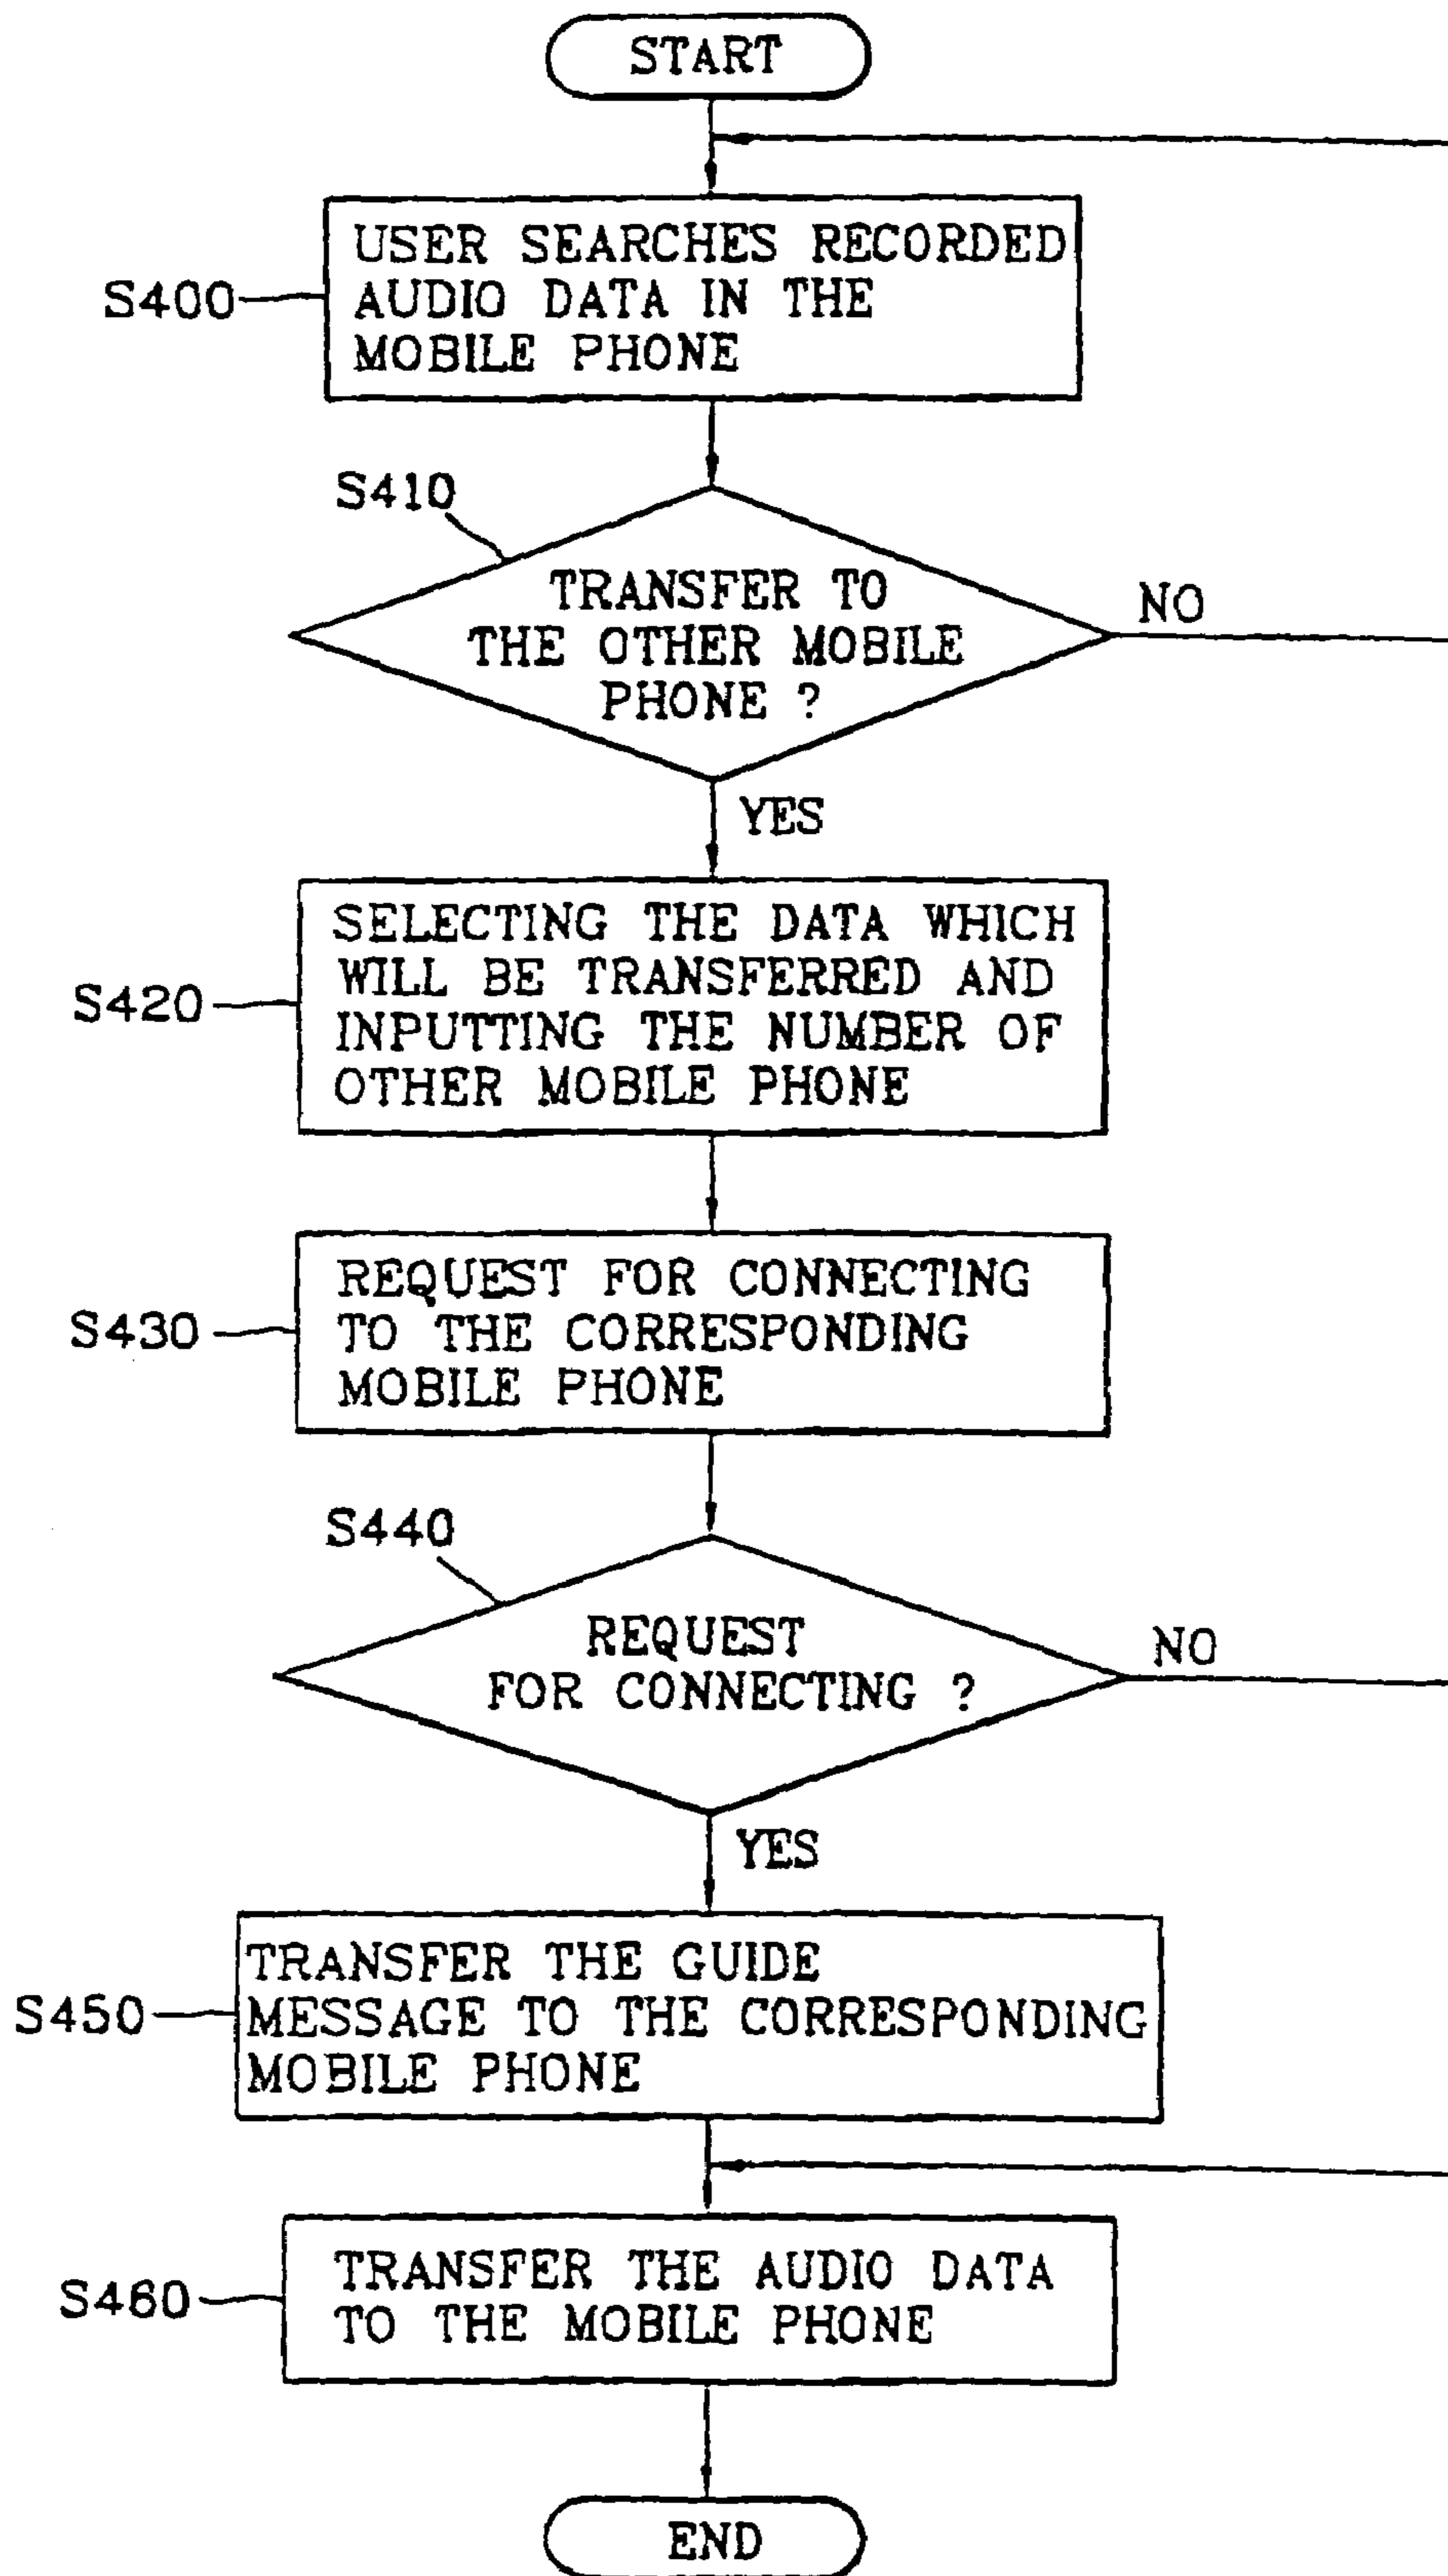 START
USER SEARCHES RECORDED
AUDIO DATA IN THE
MOBILE PHONE
S400
S410
TRANSFER TO
THE OTHER MOBILE
PHONE ?
NO
YES
SELECTING THE DATA WHICH
WILL BE TRANSFERRED AND
INPUTTING THE NUMBER OF
OTHER MOBILE PHONE
S420
REQUEST FOR CONNECTING
TO THE CORRESPONDING
MOBILE PHONE
S430
S440
REQUEST
FOR CONNECTING ?
NO
YES
TRANSFER THE GUIDE
MESSAGE TO THE CORRESPONDING
MOBILE PHONE
S450
TRANSFER THE AUDIO DATA
TO THE MOBILE PHONE
S460
END